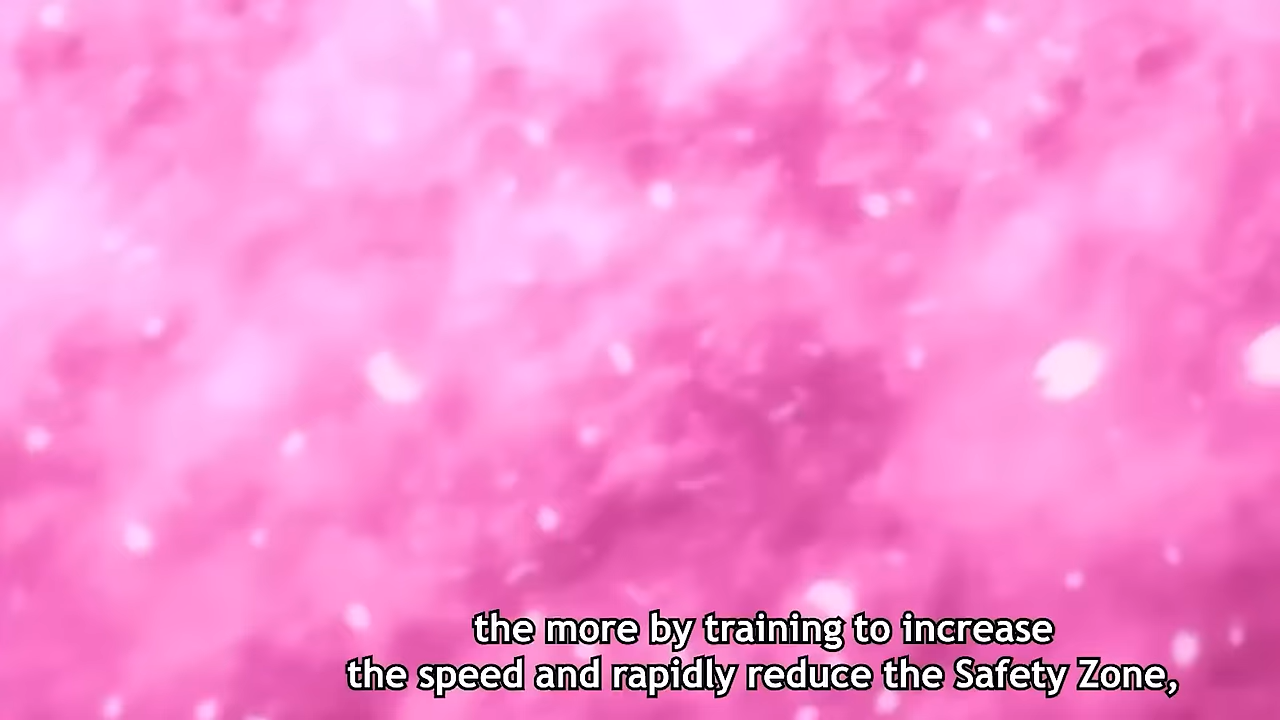 the more by training to increase
the speed and rapidly reduce the Safety Zone,